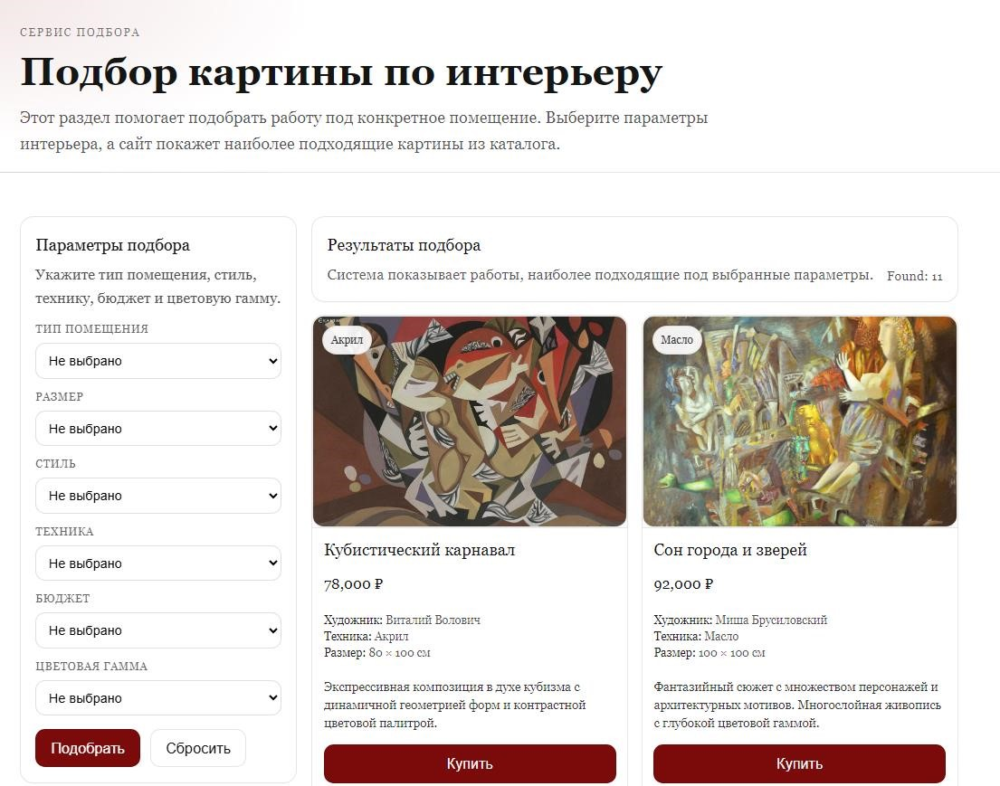 СЕРВИС ПОДБОРА
Подбор картины по интерьеру
Этот раздел помогает подобрать работу под конкретное помещение. Выберите параметры
интерьера, а сайт покажет наиболее подходящие картины из каталога.
Параметры подбора
Укажите тип помещения, стиль,
технику, бюджет и цветовую гамму.
ТИП ПОМЕЩЕНИЯ
Не выбрано
РАЗМЕР
Не выбрано
СТИЛЬ
Не выбрано
ТЕХНИКА
Не выбрано
БЮДЖЕТ
Не выбрано
ЦВЕТОВАЯ ГАММА
Не выбрано
Подобрать
Сбросить
Результаты подбора
Система показывает работы, наиболее подходящие под выбранные параметры.
Found: 11
Акрил
Кубистический карнавал
78,000 ₽
Художник: Виталий Волович
Техника: Акрил
Размер: 80 × 100 см
Экспрессивная композиция в духе кубизма с
динамичной геометрией форм и контрастной
цветовой палитрой.
Купить
Масло
Сон города и зверей
92,000 ₽
Художник: Миша Брусиловский
Техника: Масло
Размер: 100 × 100 см
Фантазийный сюжет с множеством персонажей и
архитектурных мотивов. Многослойная живопись
с глубокой цветовой гаммой.
Купить